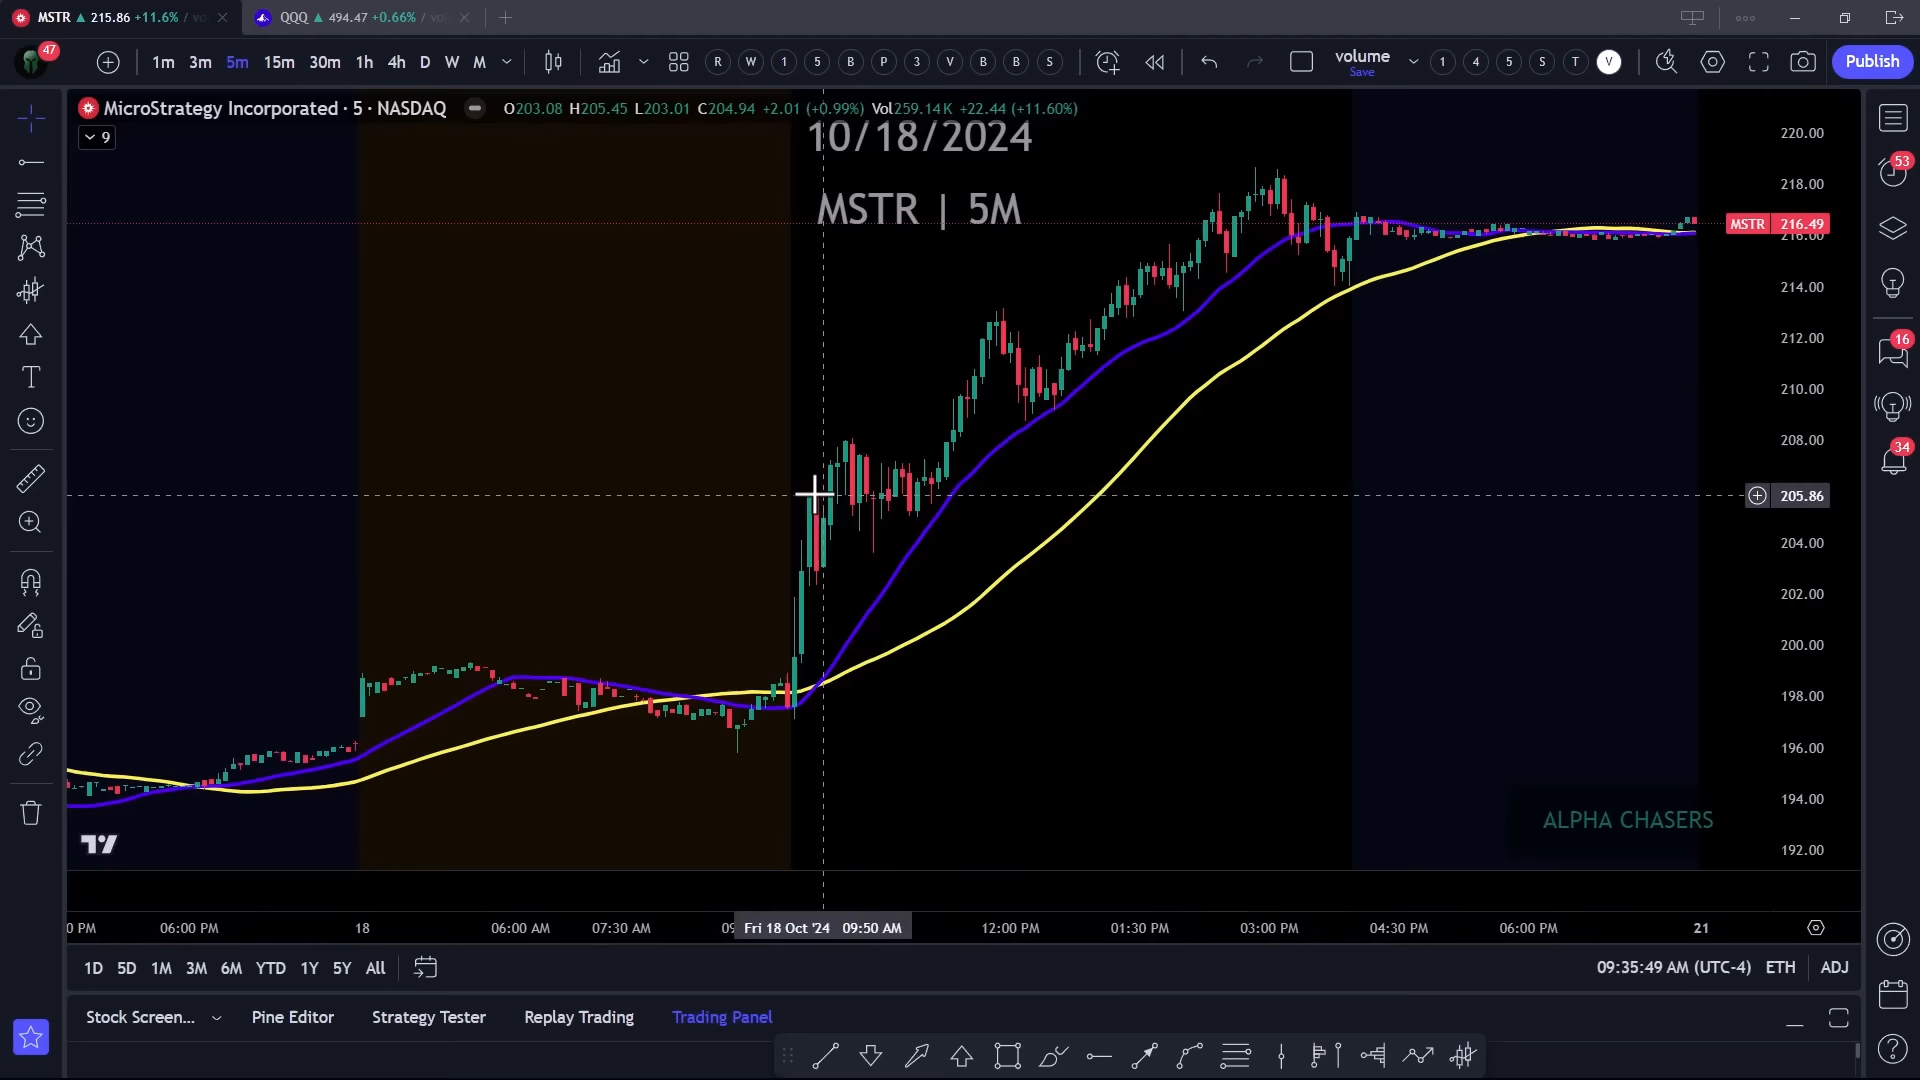 MSTR ▲ 215.86 +11.6% / vo
QQQ ▲ 494.47 +0.66% / vol
47
1m 3m 5m 15m 30m 1h 4h D W M
R W 1 5 B P 3 V B B S
volume
Save
1 4 5 S T V
Publish
MicroStrategy Incorporated · 5 · NASDAQ
O203.08 H205.45 L203.01 C204.94 +2.01 (+0.99%) Vol259.14K +22.44 (+11.60%)
9
10/18/2024
MSTR | 5M
220.00
218.00
MSTR 216.49
216.00
214.00
212.00
210.00
208.00
205.86
204.00
202.00
200.00
198.00
196.00
194.00
192.00
53
16
34
ALPHA CHASERS
0 PM 06:00 PM 18 06:00 AM 07:30 AM 09 Fri 18 Oct '24 09:50 AM 12:00 PM 01:30 PM 03:00 PM 04:30 PM 06:00 PM 21
1D 5D 1M 3M 6M YTD 1Y 5Y All
09:35:49 AM (UTC-4) ETH ADJ
Stock Screen... Pine Editor Strategy Tester Replay Trading Trading Panel